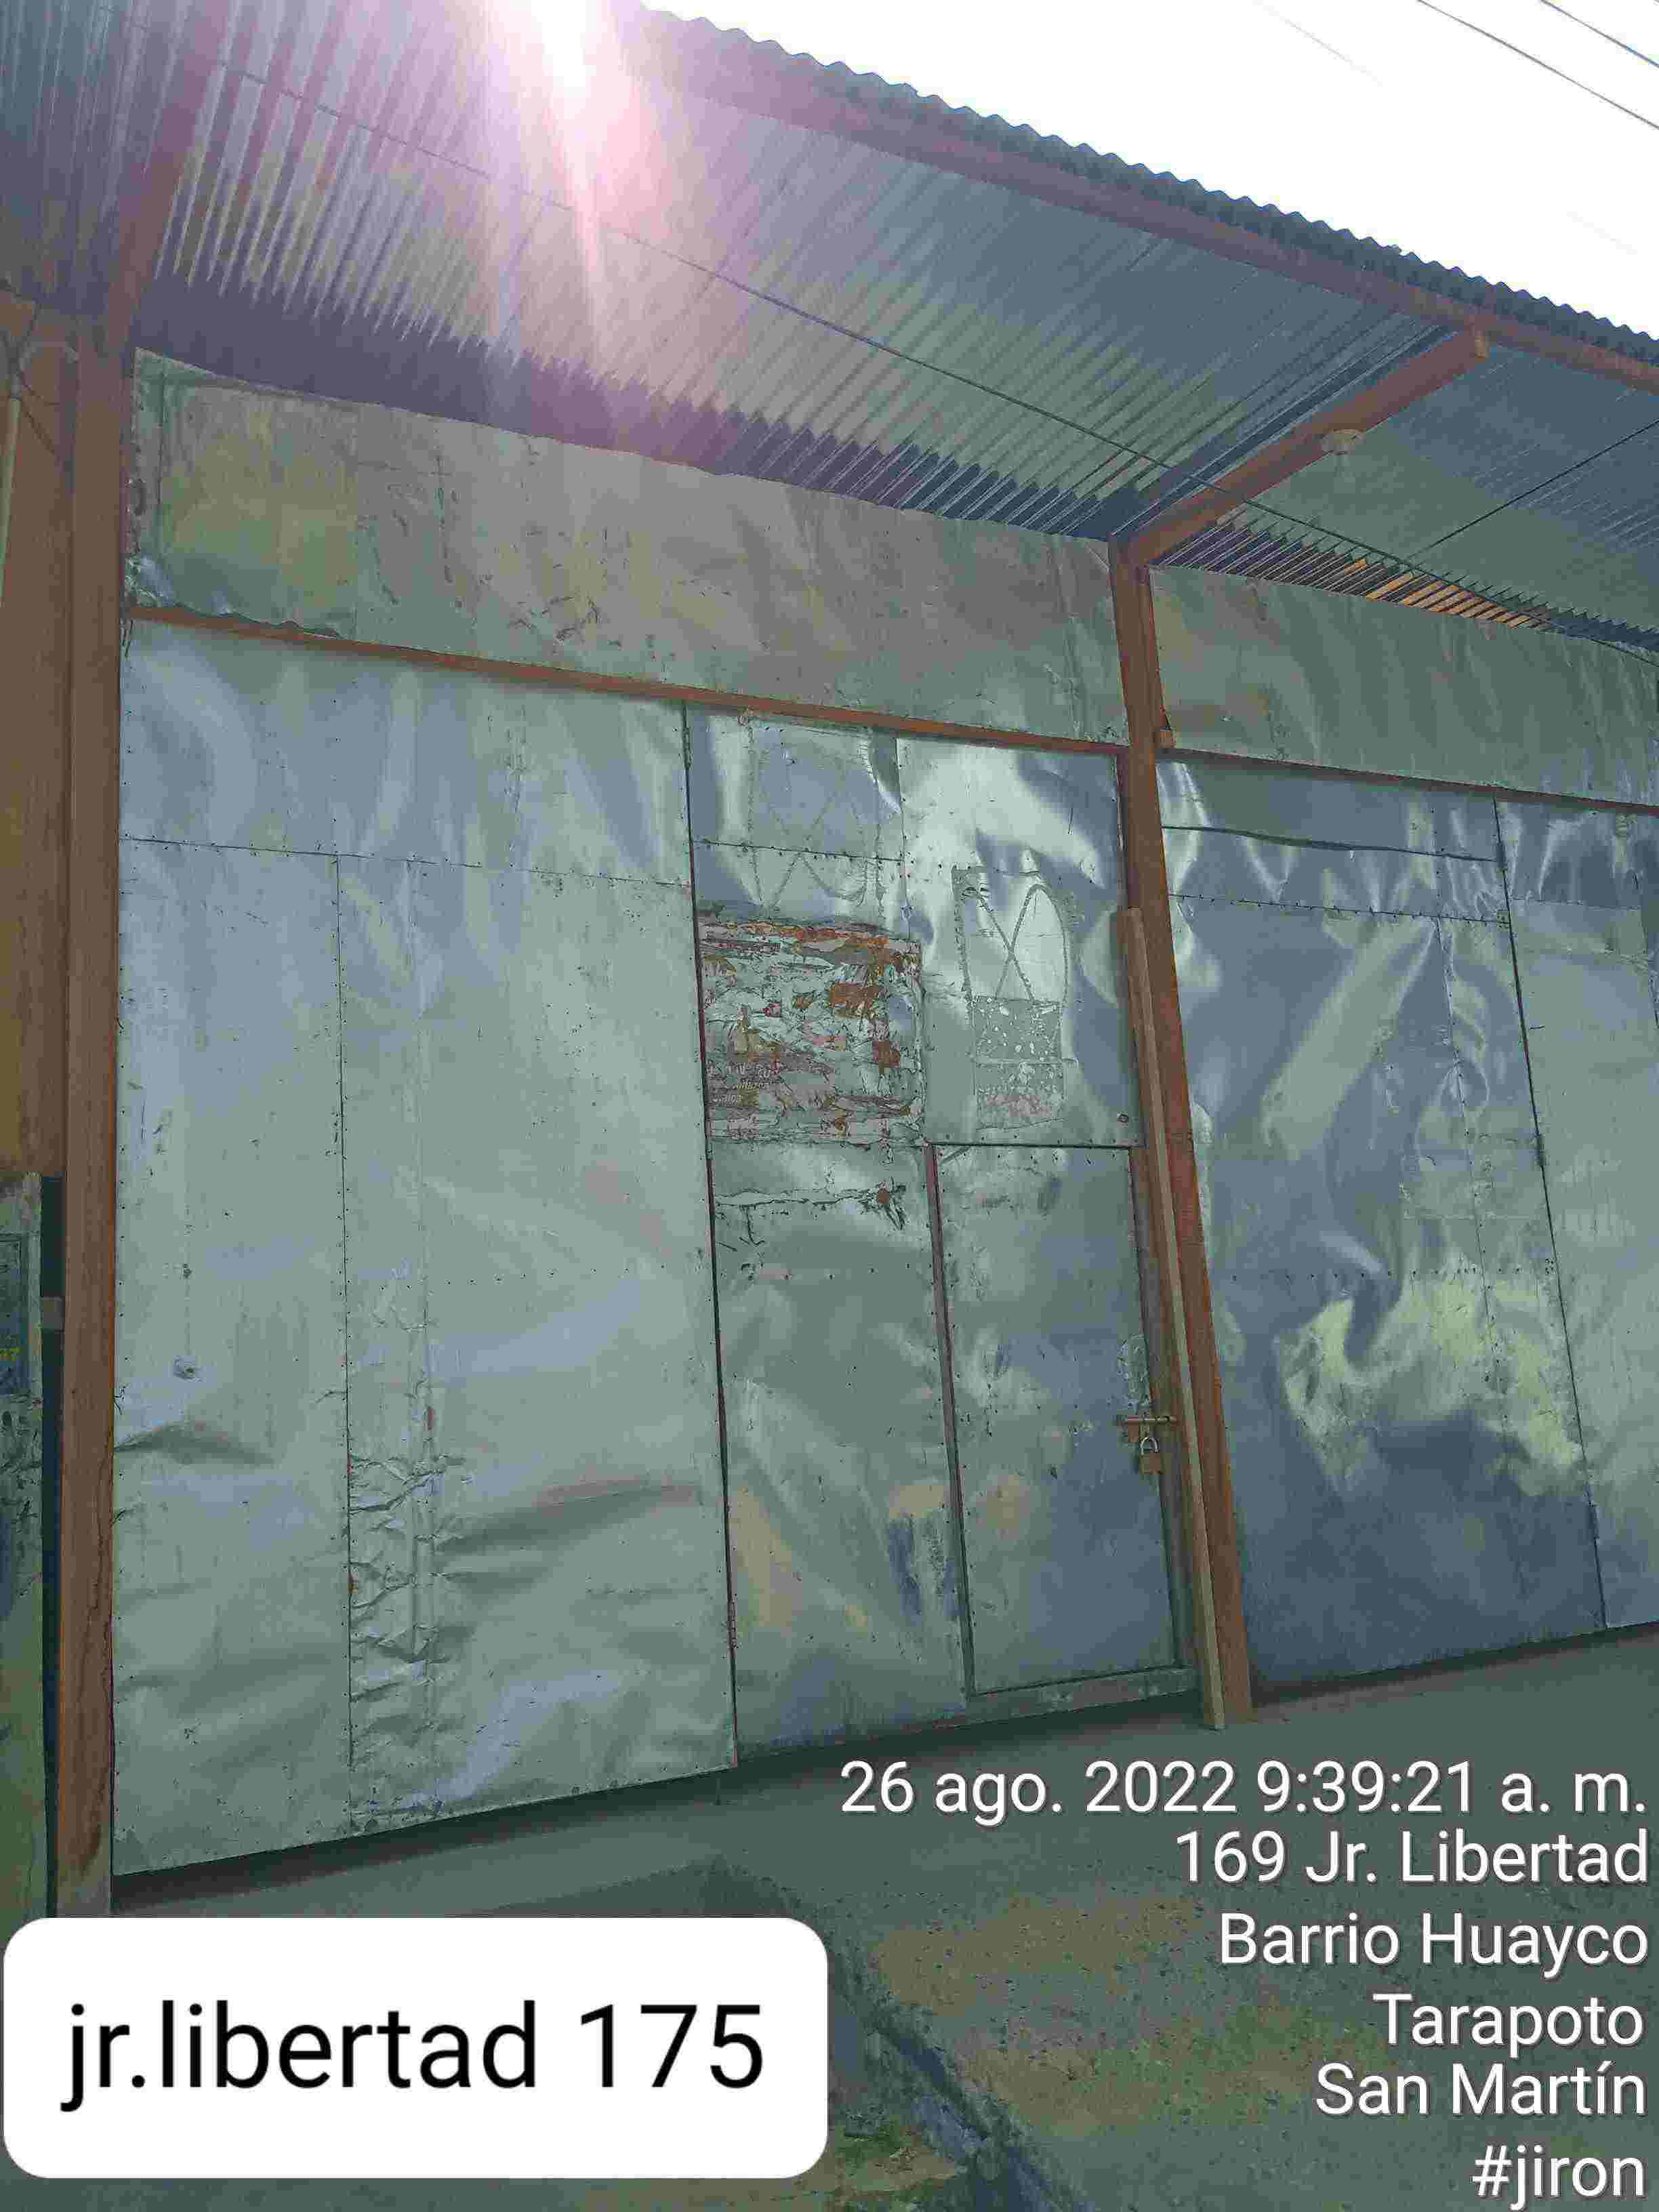 26 ago. 2022 9:39:21 a. m.
169 Jr. Libertad
Barrio Huayco
Tarapoto
San Martín
#jiron
jr.libertad 175